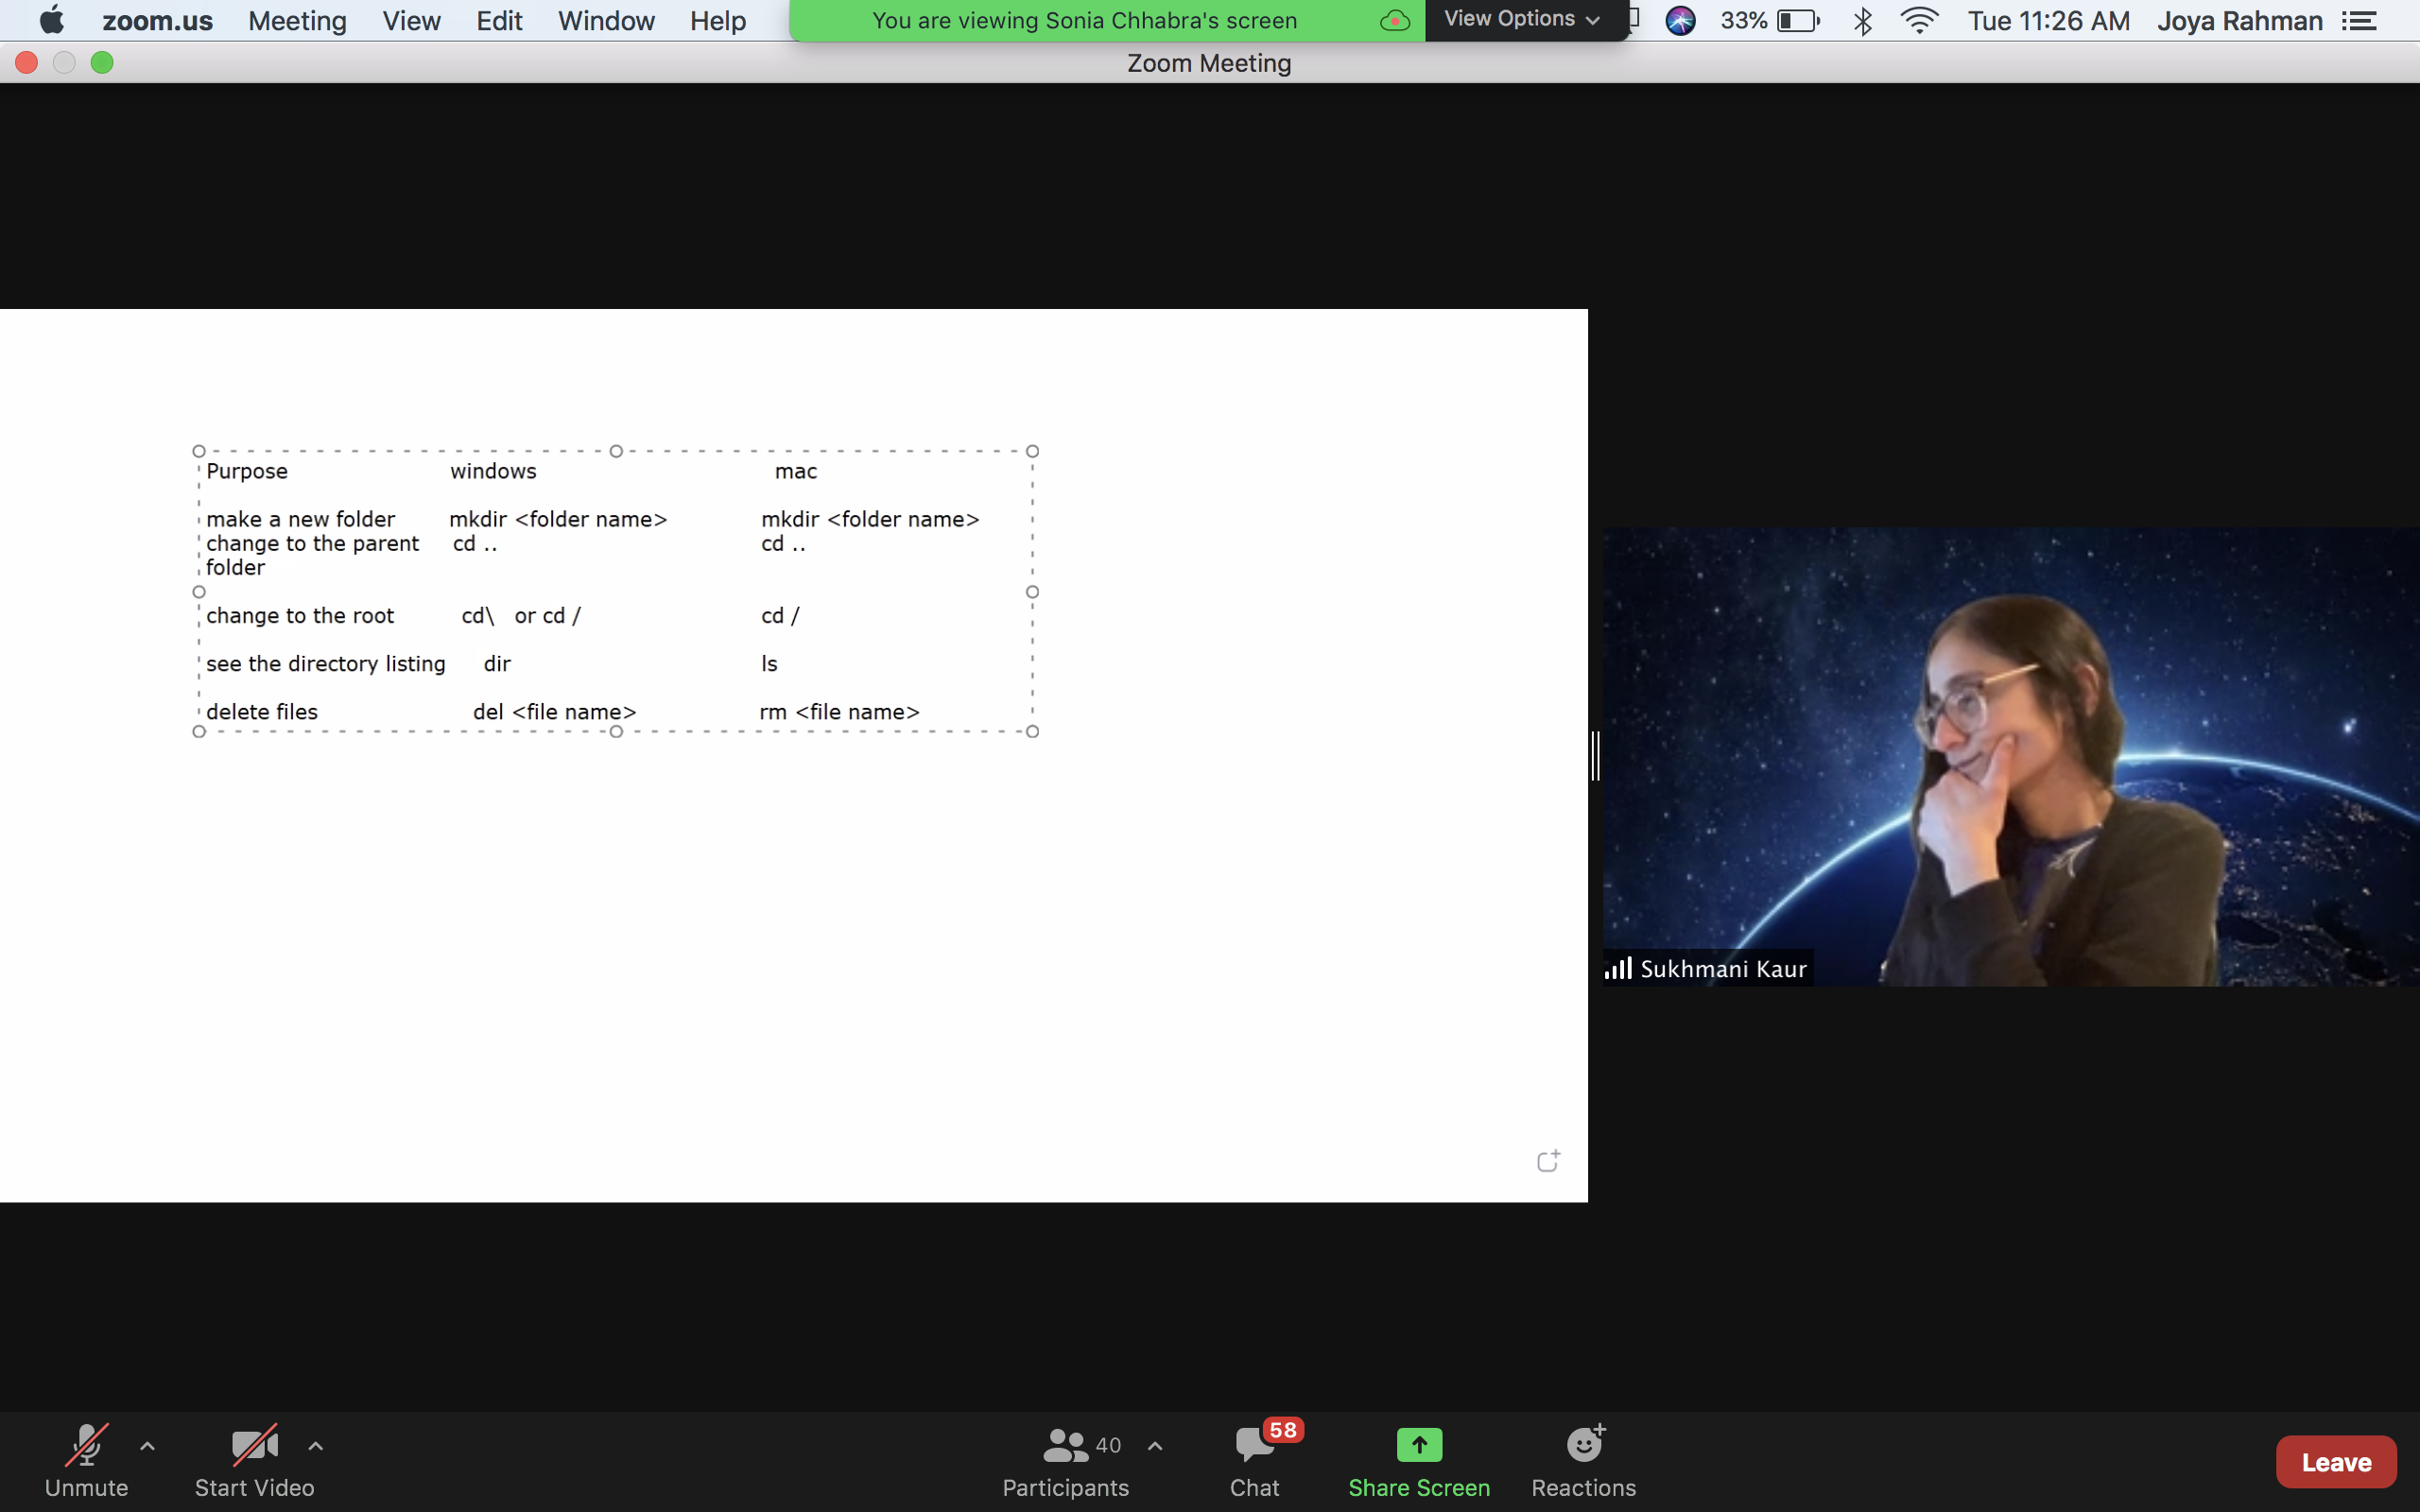 zoom.us Meeting View Edit Window Help You are viewing Sonia Chhabra's screen View Options 33% Tue 11:26 AM Joya Rahman
Zoom Meeting
Purpose windows mac
make a new folder mkdir <folder name> mkdir <folder name>
change to the parent cd .. cd ..
folder
change to the root cd\ or cd / cd /
see the directory listing dir ls
delete files del <file name> rm <file name>
Sukhmani Kaur
40 58
Unmute Start Video Participants Chat Share Screen Reactions Leave